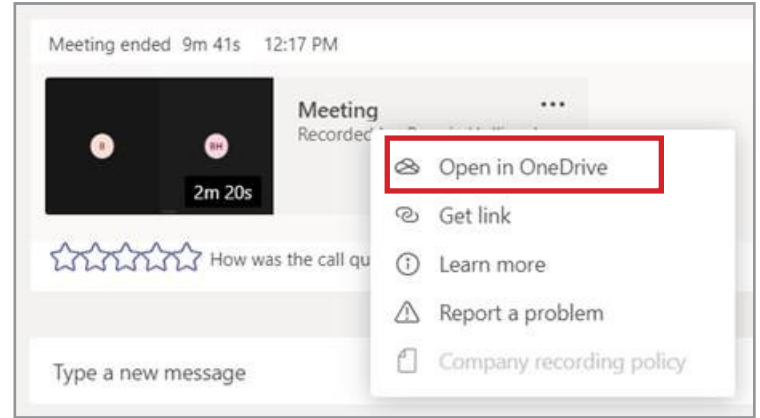 Meeting ended 9m 41s 12:17 PM
Meeting
Recorded
B
BH
2m 20s
How was the call qu
Type a new message
Open in OneDrive
Get link
Learn more
Report a problem
Company recording policy